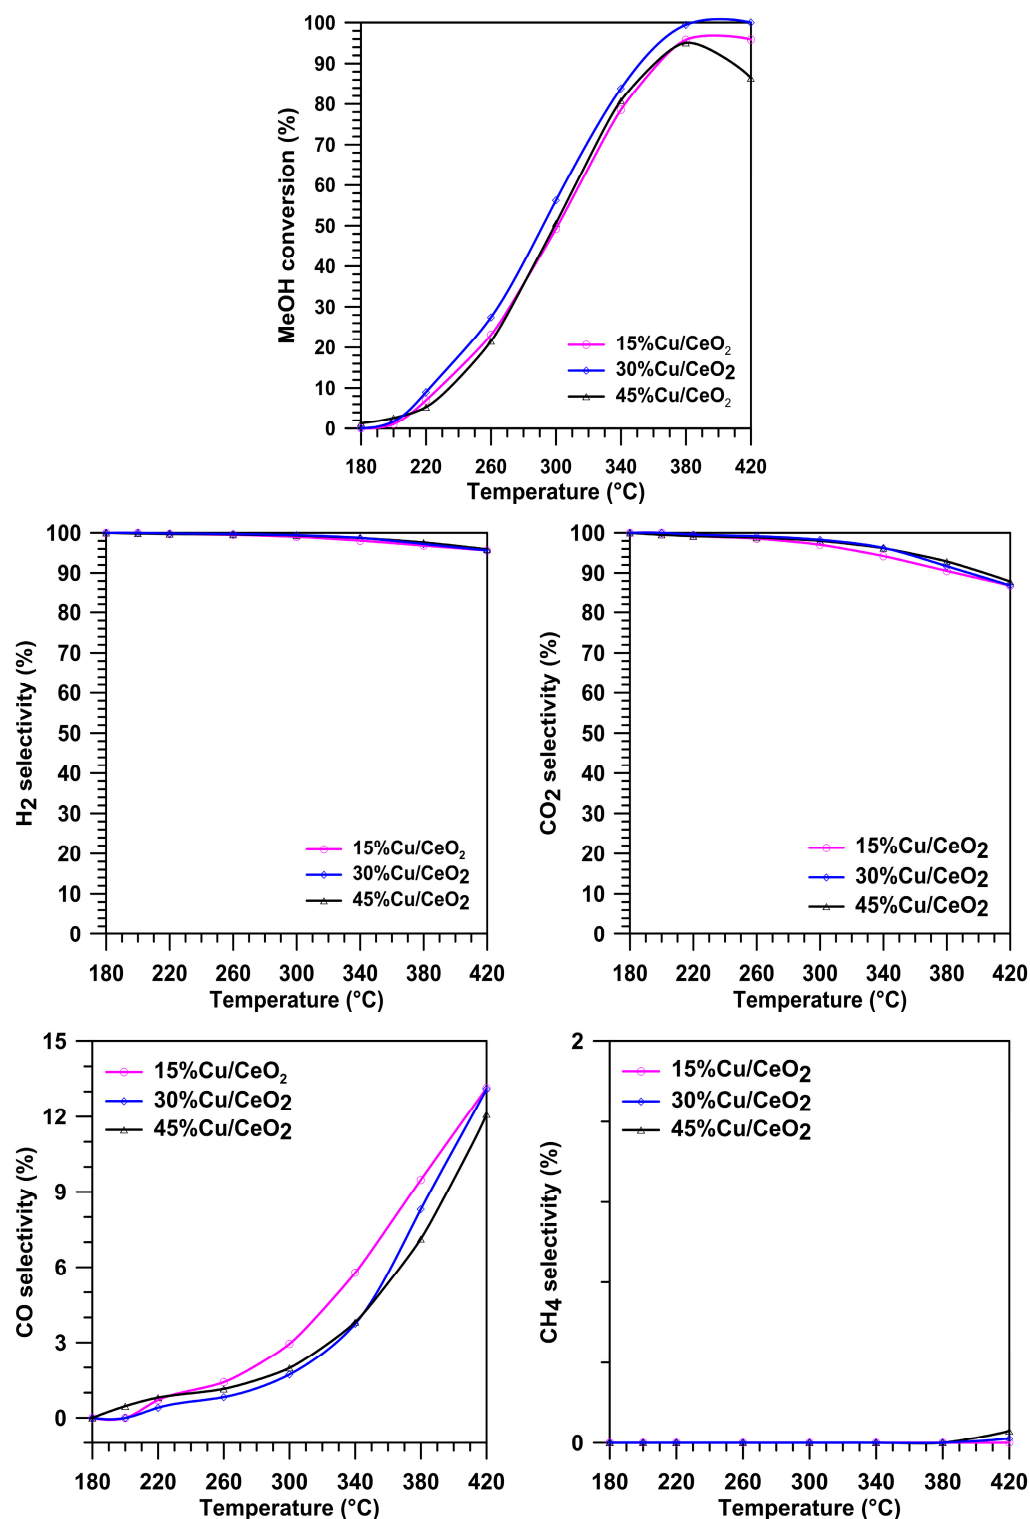 MeOH conversion (%)
100
90
80
70
60
50
40
30
20
10
0
15%Cu/CeO₂
30%Cu/CeO2
45%Cu/CeO₂
180 220 260 300 340 380 420
Temperature (°C)
H2 selectivity (%)
100
90
80
70
60
50
40
30
20
10
0
15%Cu/CeO₂
30%Cu/CeO2
45%Cu/CeO2
180 220 260 300 340 380 420
Temperature (°C)
CO2 selectivity (%)
100
90
80
70
60
50
40
30
20
10
0
15%Cu/CeO2
30%Cu/CeO2
45%Cu/CeO2
180 220 260 300 340 380 420
Temperature (°C)
CO selectivity (%)
15
12
9
6
3
0
15%Cu/CeO₂
30%Cu/CeO2
45%Cu/CeO2
180 220 260 300 340 380 420
Temperature (°C)
CH4 selectivity (%)
2
0
15%Cu/CeO2
30%Cu/CeO2
45%Cu/CeO2
180 220 260 300 340 380 420
Temperature (°C)